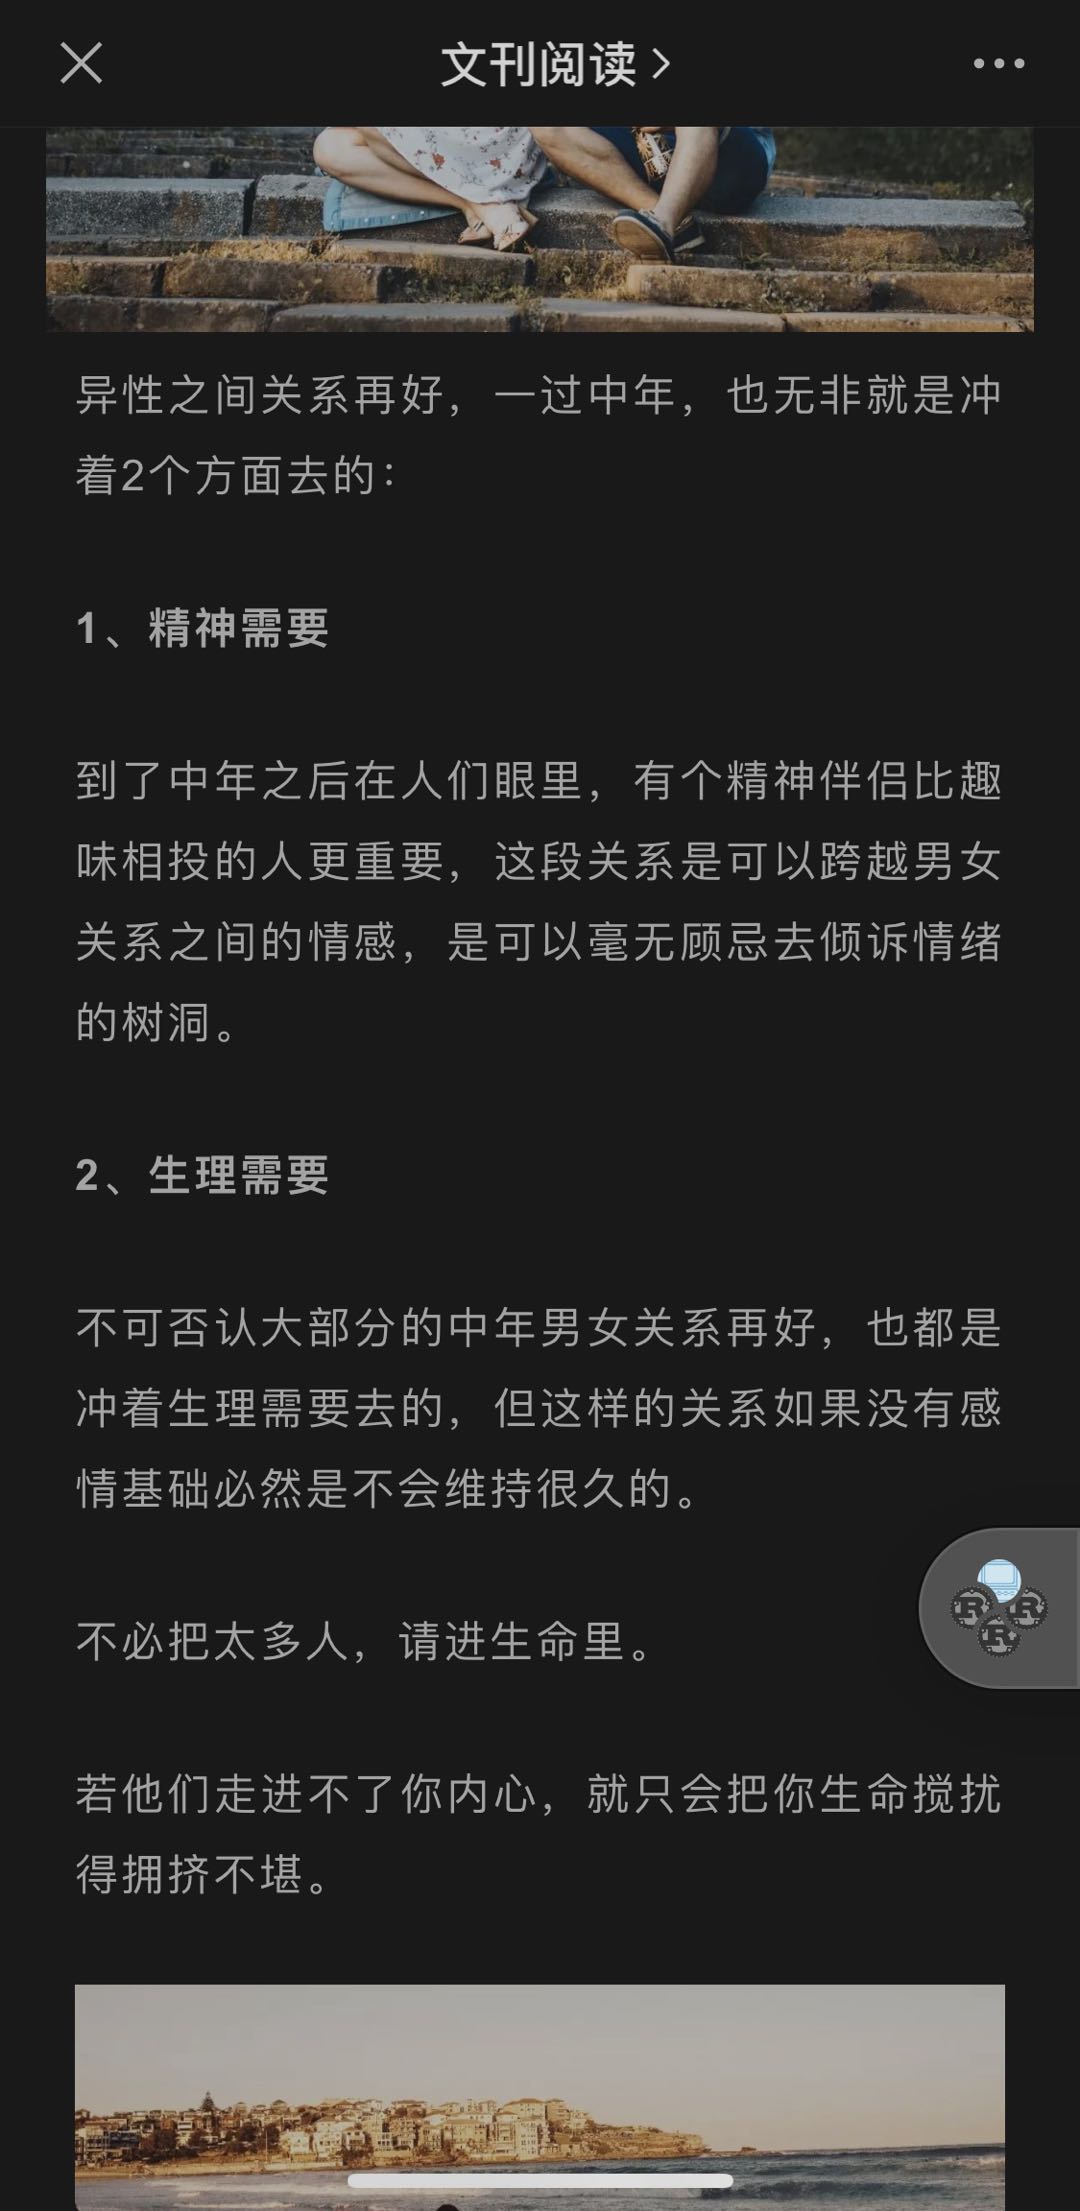 文刊阅读
异性之间关系再好，一过中年，也无非就是冲
着2个方面去的：
1、精神需要
到了中年之后在人们眼里，有个精神伴侣比趣
味相投的人更重要，这段关系是可以跨越男女
关系之间的情感，是可以毫无顾忌去倾诉情绪
的树洞。
2、生理需要
不可否认大部分的中年男女关系再好，也都是
冲着生理需要去的，但这样的关系如果没有感
情基础必然是不会维持很久的。
不必把太多人，请进生命里。
R R
R
若他们走进不了你内心，就只会把你生命搅扰
得拥挤不堪。